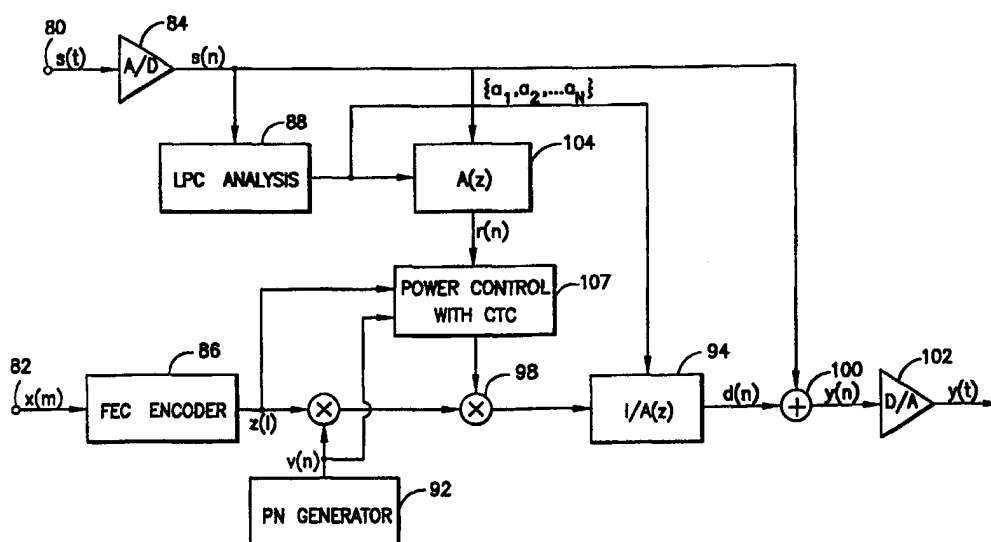 80
s(t)
A/D
84
s(n)
{a1,a2,...aN}
88
LPC ANALYSIS
104
A(z)
r(n)
POWER CONTROL
WITH CTC
107
82
x(m)
86
FEC ENCODER
z(l)
98
94
I/A(z)
d(n)
100
y(n)
102
D/A
y(t)
v(n)
PN GENERATOR
92